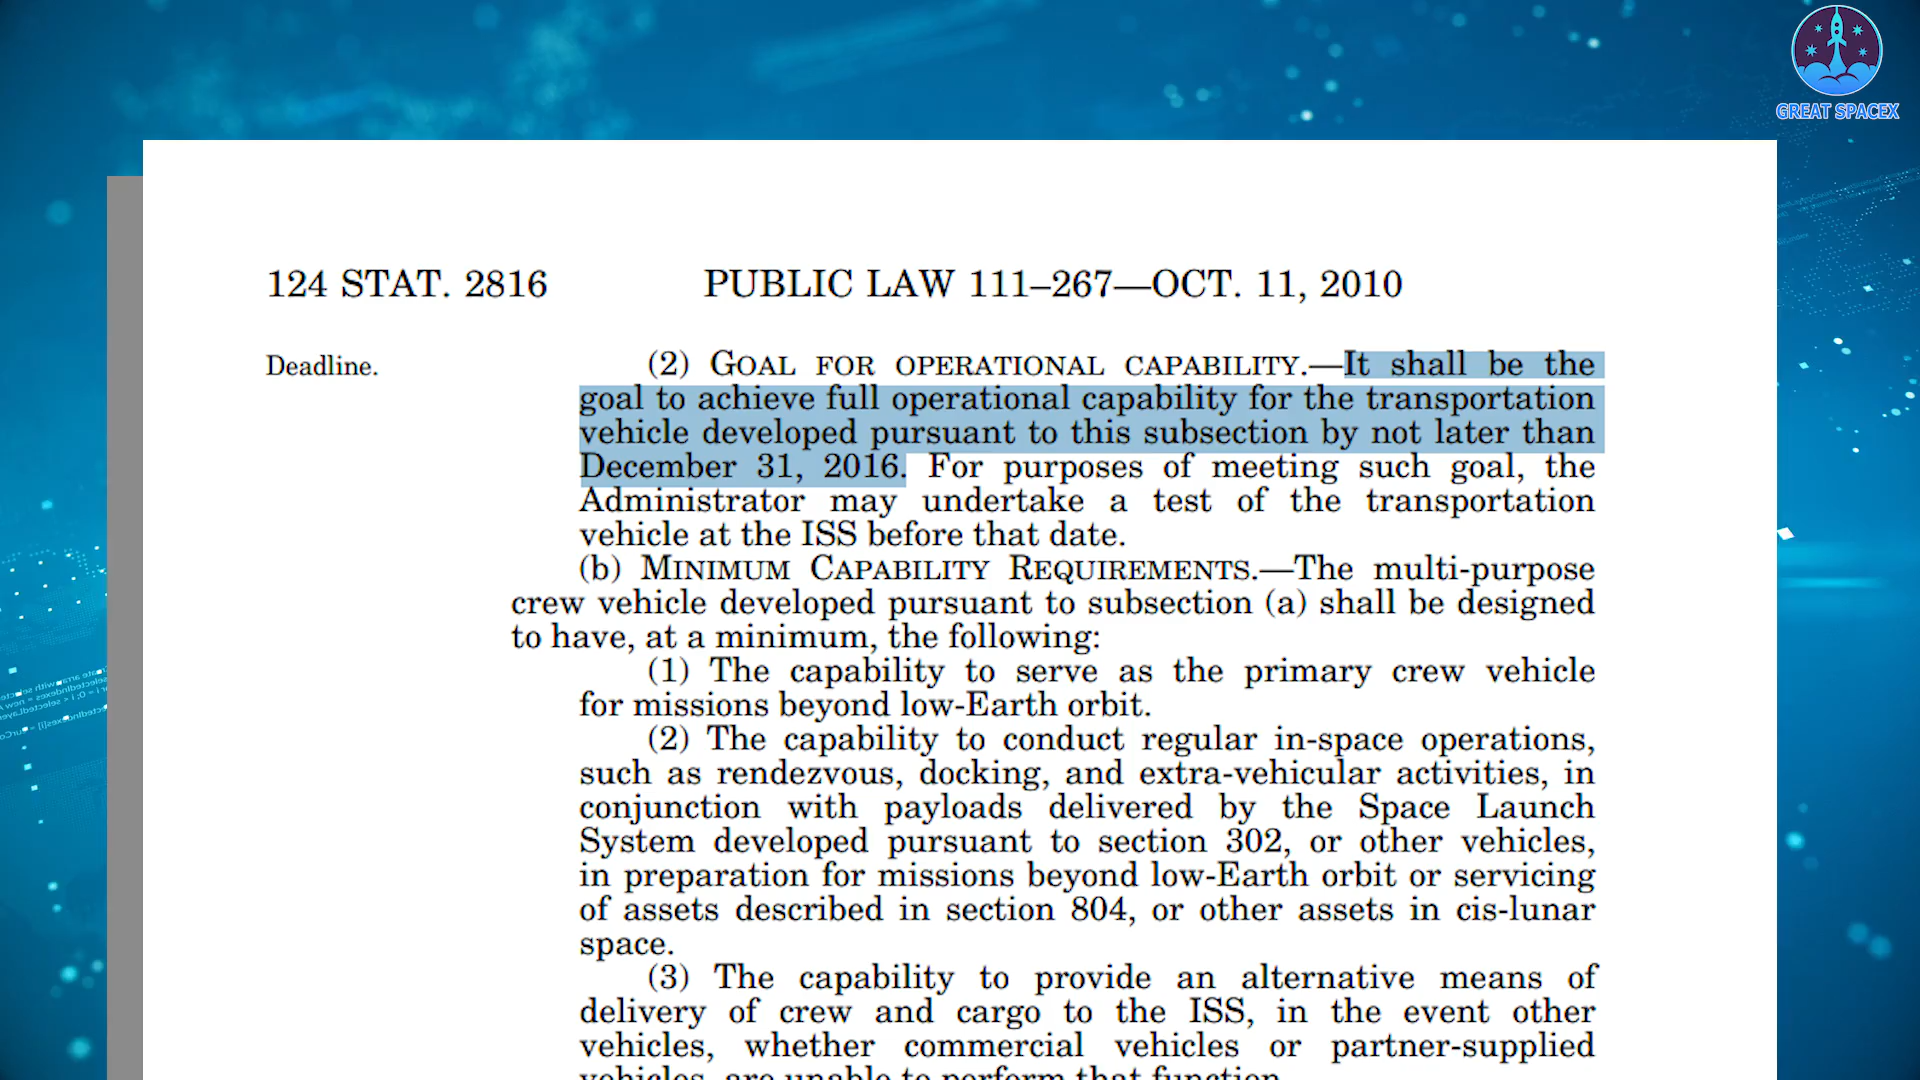 GREAT SPACEX
124 STAT. 2816 PUBLIC LAW 111–267—OCT. 11, 2010
Deadline.
(2) GOAL FOR OPERATIONAL CAPABILITY.—It shall be the
goal to achieve full operational capability for the transportation
vehicle developed pursuant to this subsection by not later than
December 31, 2016. For purposes of meeting such goal, the
Administrator may undertake a test of the transportation
vehicle at the ISS before that date.
(b) MINIMUM CAPABILITY REQUIREMENTS.—The multi-purpose
crew vehicle developed pursuant to subsection (a) shall be designed
to have, at a minimum, the following:
(1) The capability to serve as the primary crew vehicle
for missions beyond low-Earth orbit.
(2) The capability to conduct regular in-space operations,
such as rendezvous, docking, and extra-vehicular activities, in
conjunction with payloads delivered by the Space Launch
System developed pursuant to section 302, or other vehicles,
in preparation for missions beyond low-Earth orbit or servicing
of assets described in section 804, or other assets in cis-lunar
space.
(3) The capability to provide an alternative means of
delivery of crew and cargo to the ISS, in the event other
vehicles, whether commercial vehicles or partner-supplied
vehicles, are unable to perform that function.